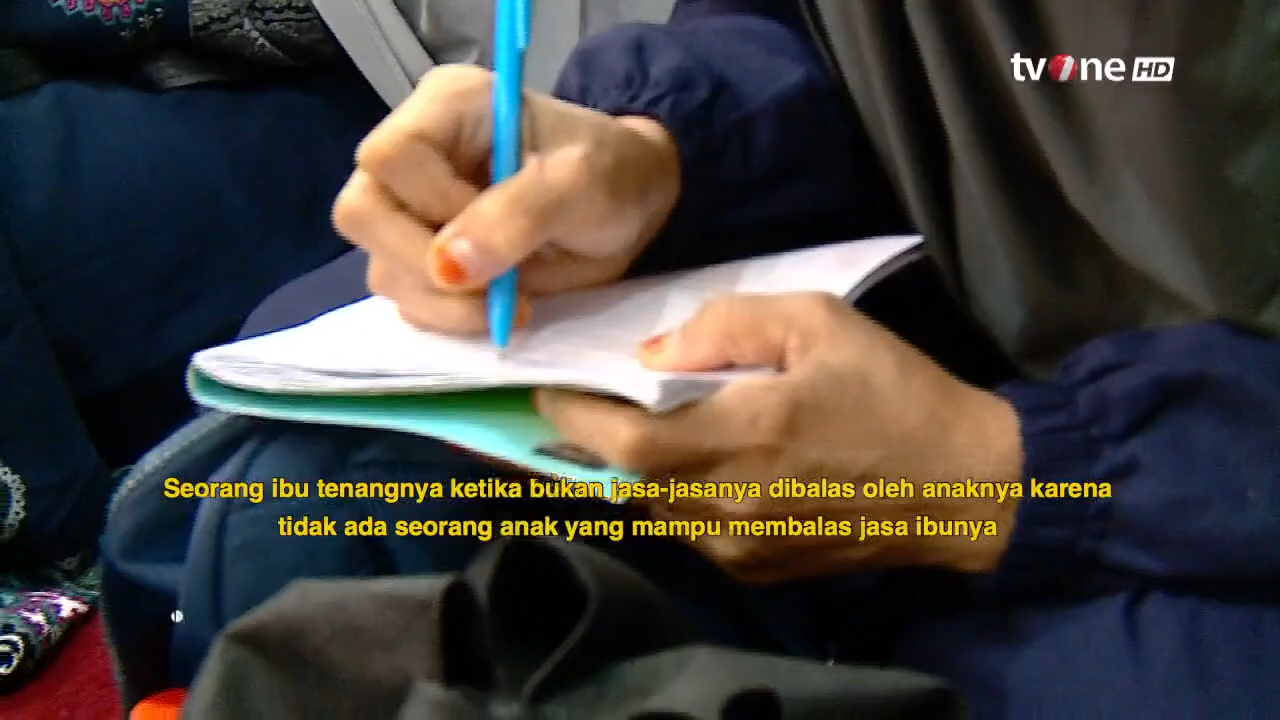 tvOne HD
Seorang ibu tenangnya ketika bukan jasa-jasanya dibalas oleh anaknya karena
tidak ada seorang anak yang mampu membalas jasa ibunya